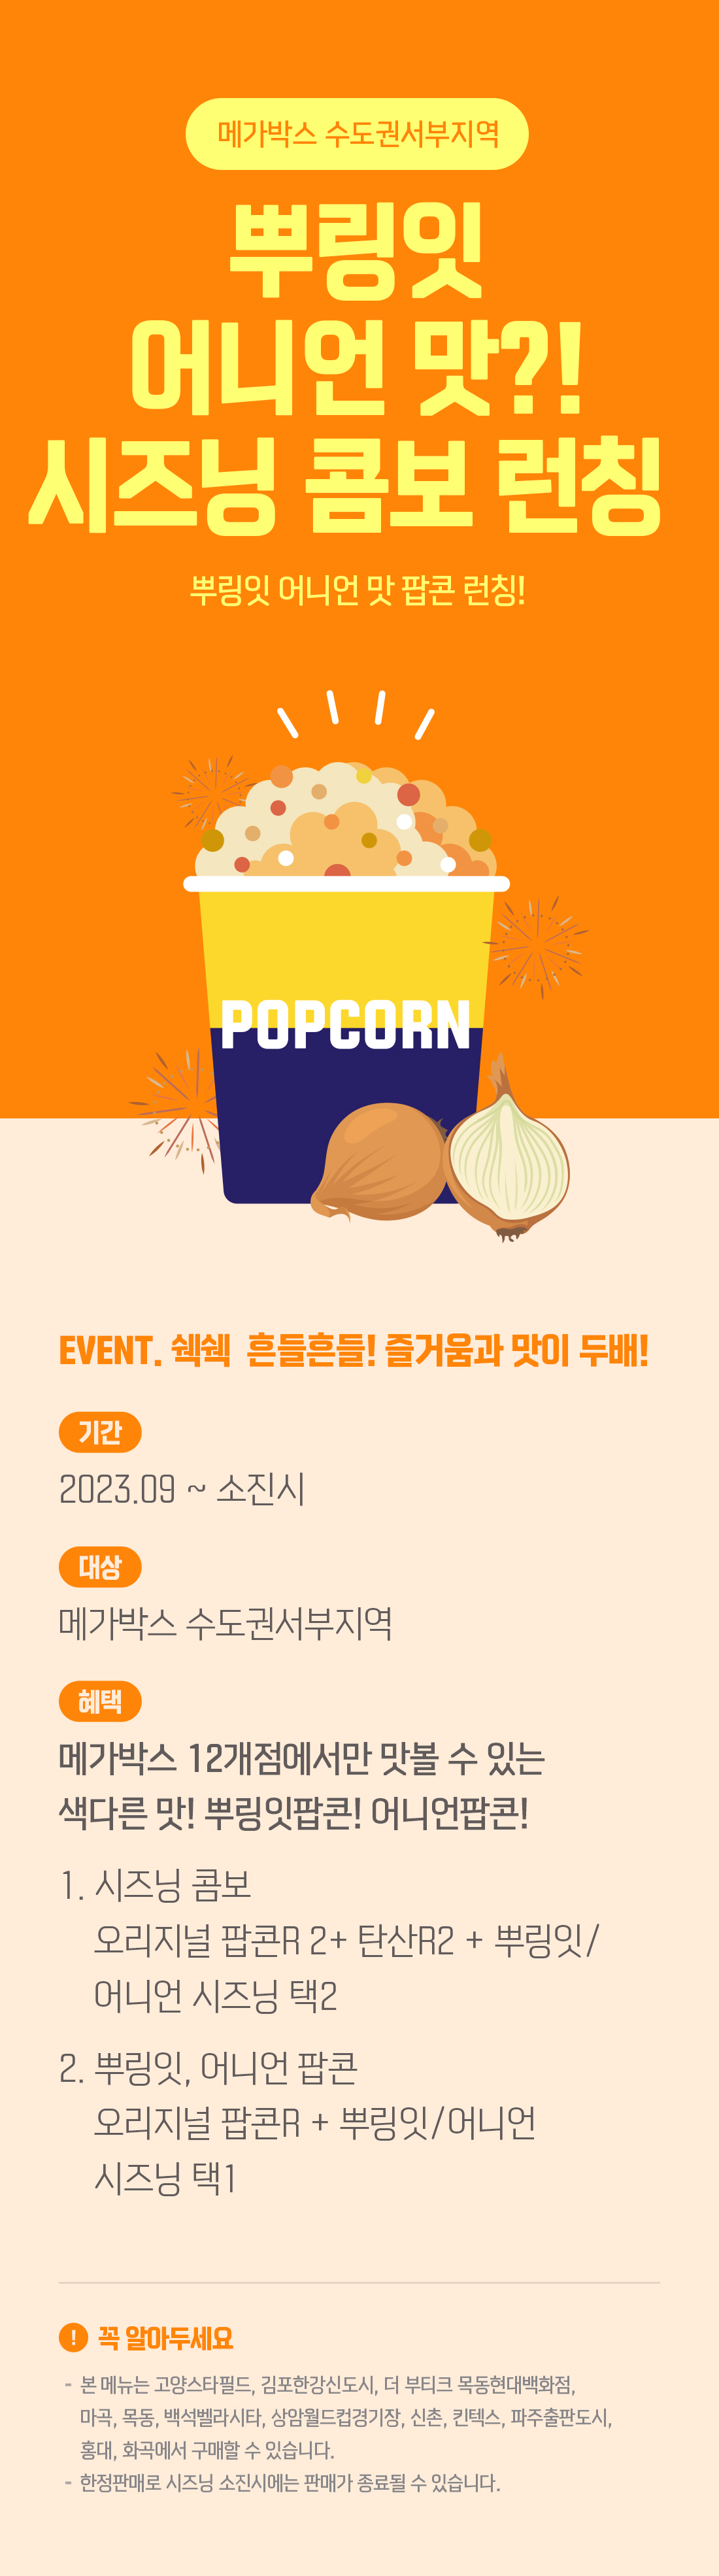 메가박스 수도권서부지역
뿌링잇
어니언 맛?!
시즈닝 콤보 런칭
뿌링잇 어니언 맛 팝콘 런칭!
POPCORN
EVENT. 쉑쉑 흔들흔들! 즐거움과 맛이 두배!
기간
2023.09 ~ 소진시
대상
메가박스 수도권서부지역
혜택
메가박스 12개점에서만 맛볼 수 있는
색다른 맛! 뿌링잇팝콘! 어니언팝콘!
1. 시즈닝 콤보
오리지널 팝콘R 2+ 탄산R2 + 뿌링잇/
어니언 시즈닝 택2
2. 뿌링잇, 어니언 팝콘
오리지널 팝콘R + 뿌링잇/어니언
시즈닝 택1
! 꼭 알아두세요
- 본 메뉴는 고양스타필드, 김포한강신도시, 더 부티크 목동현대백화점,
마곡, 목동, 백석벨라시타, 상암월드컵경기장, 신촌, 킨텍스, 파주출판도시,
홍대, 화곡에서 구매할 수 있습니다.
- 한정판매로 시즈닝 소진시에는 판매가 종료될 수 있습니다.